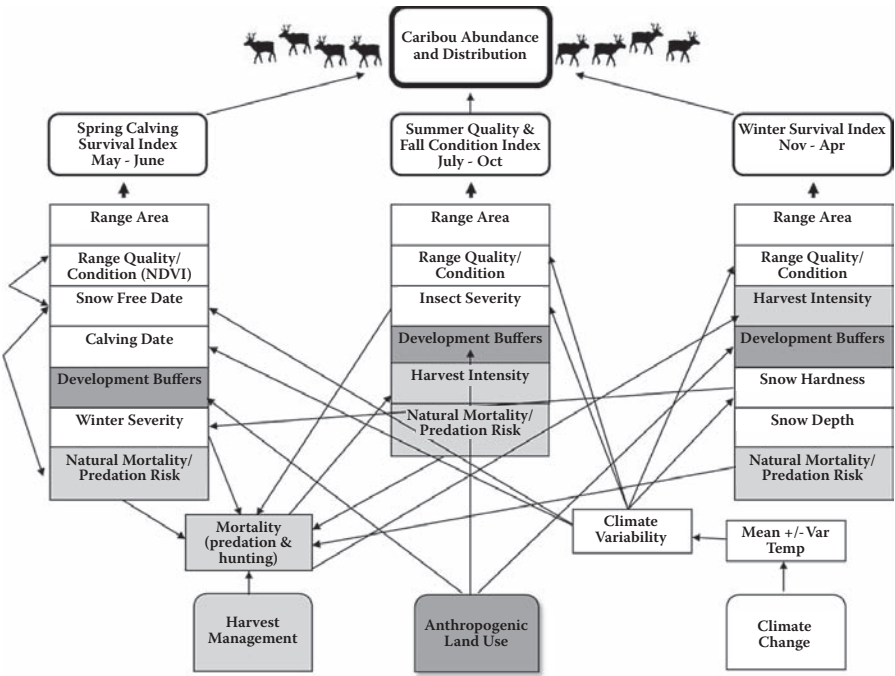 Caribou Abundance
and Distribution
Spring Calving
Survival Index
May - June
Summer Quality &
Fall Condition Index
July - Oct
Winter Survival Index
Nov - Apr
Range Area
Range Quality/
Condition (NDVI)
Snow Free Date
Calving Date
Development Buffers
Winter Severity
Natural Mortality/
Predation Risk
Range Area
Range Quality/
Condition
Insect Severity
Development Buffers
Harvest Intensity
Natural Mortality/
Predation Risk
Range Area
Range Quality/
Condition
Harvest Intensity
Development Buffers
Snow Hardness
Snow Depth
Natural Mortality/
Predation Risk
Mortality
(predation &
hunting)
Climate
Variability
Mean +/- Var
Temp
Harvest
Management
Anthropogenic
Land Use
Climate
Change